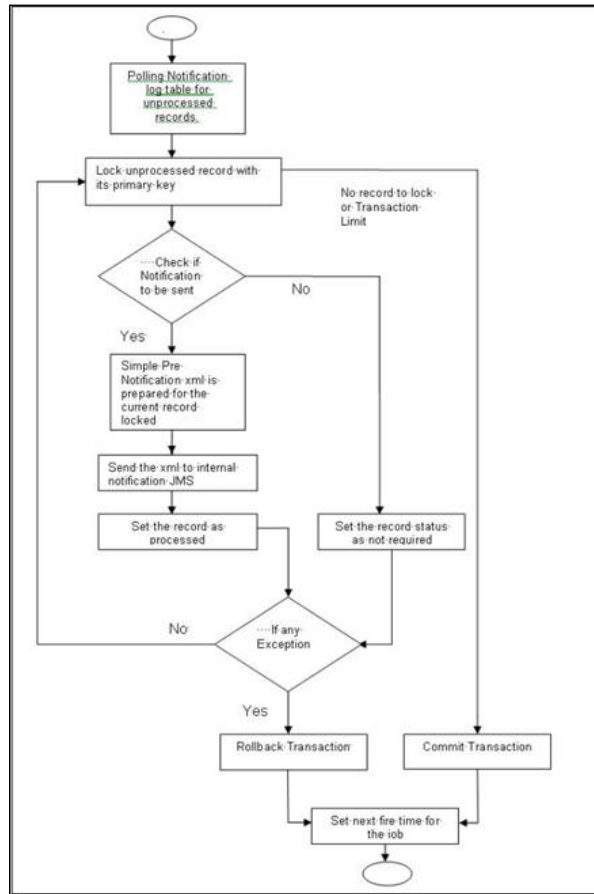 Polling Notification
log table for
unprocessed
records.
Lock unprocessed record with
its primary key
No record to lock
or Transaction
Limit
Check if
Notification
to be sent
No
Yes
Simple Pre
Notification xml is
prepared for the
current record
locked
Send the xml to internal
notification JMS
Set the record as
processed
Set the record status
as not required
If any
Exception
No
Yes
Rollback Transaction
Commit Transaction
Set next fire time for
the job